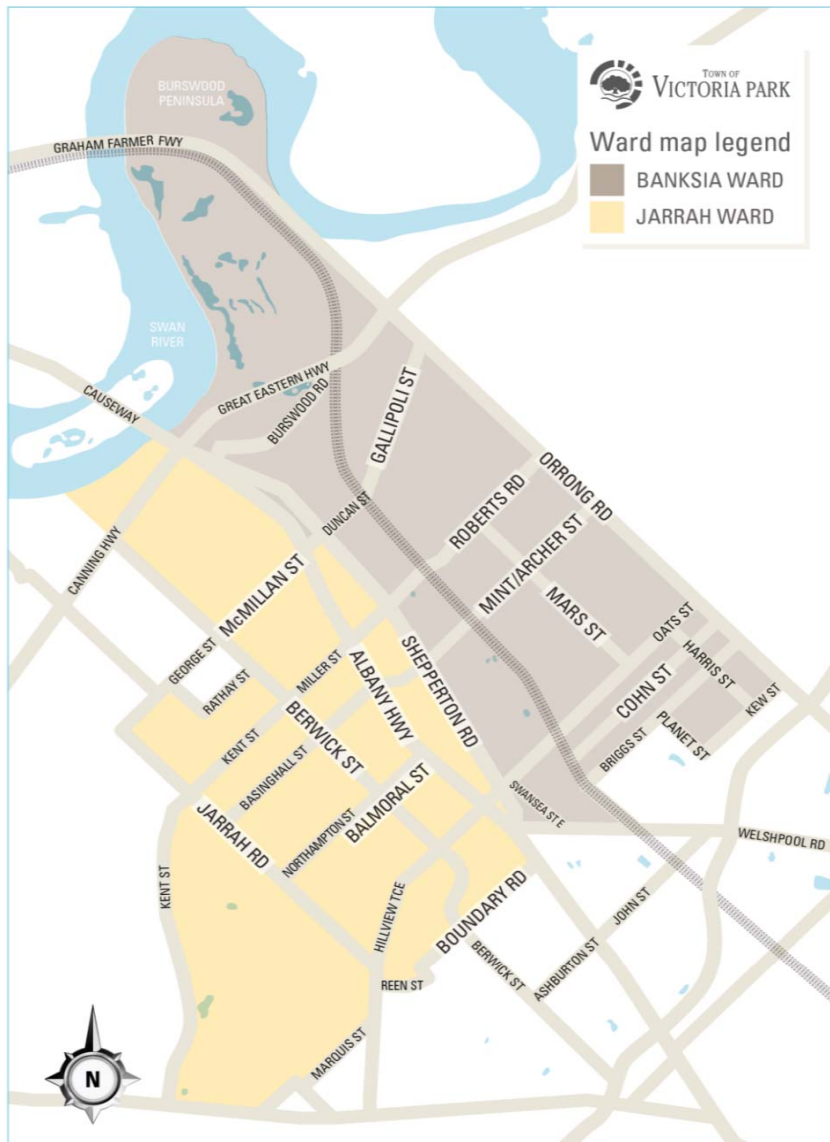 BURSWOOD
PENINSULA
TOWN OF
VICTORIA PARK
Ward map legend
BANKSIA WARD
JARRAH WARD
GRAHAM FARMER FWY
SWAN
RIVER
CAUSEWAY
GREAT EASTERN HWY
BURSWOOD RD
GALLIPOLI ST
CANNING HWY
DUNCAN ST
ROBERTS RD
ORRONG RD
McMILLAN ST
MINT/ARCHER ST
MARS ST
OATS ST
HARRIS ST
KEW ST
GEORGE ST
RATHAY ST
MILLER ST
ALBANY HWY
SHEPPERTON RD
COHN ST
PLANET ST
BRIGGS ST
KENT ST
BERWICK ST
BASINGHALL ST
BALMORAL ST
NORTHAMPTON ST
SWANSEA ST E
JARRAH RD
WELSHPOOL RD
KENT ST
HILLVIEW TCE
BOUNDARY RD
JOHN ST
BERWICK ST
ASHBURTON ST
REEN ST
MARQUIS ST
N